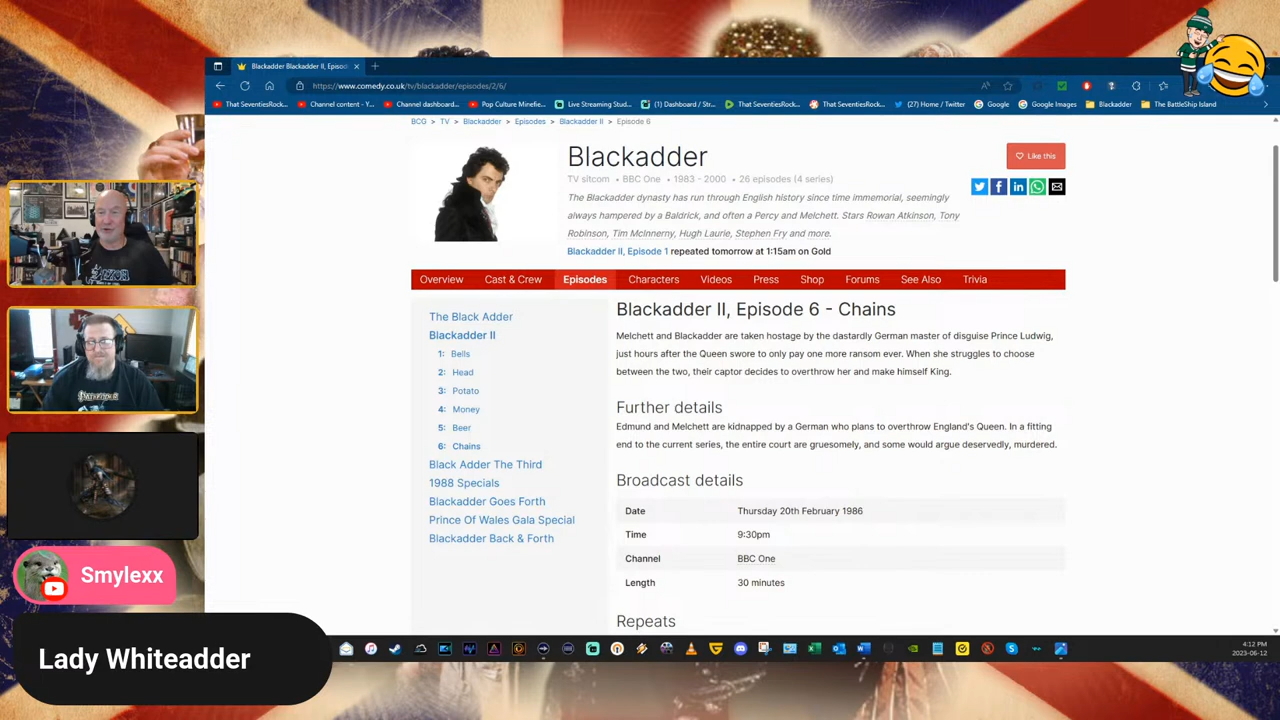 Blackadder Blackadder II, Episo
https://www.comedy.co.uk/tv/blackadder/episodes/2/6/
That SeventiesRock...
Channel content - Y...
Channel dashboard...
Pop Culture Minefie...
Live Streaming Stud...
(1) Dashboard / Str...
That SeventiesRock...
That SeventiesRock...
(27) Home / Twitter
Google
Google Images
Blackadder
The BattleShip Island
BCG > TV > Blackadder > Episodes > Blackadder II > Episode 6
Blackadder
Like this
TV sitcom • BBC One • 1983 - 2000 • 26 episodes (4 series)
The Blackadder dynasty has run through English history since time immemorial, seemingly
always hampered by a Baldrick, and often a Percy and Melchett. Stars Rowan Atkinson, Tony
Robinson, Tim McInnerny, Hugh Laurie, Stephen Fry and more.
Blackadder II, Episode 1 repeated tomorrow at 1:15am on Gold
Overview Cast & Crew Episodes Characters Videos Press Shop Forums See Also Trivia
The Black Adder
Blackadder II
1: Bells
2: Head
3: Potato
4: Money
5: Beer
6: Chains
Black Adder The Third
1988 Specials
Blackadder Goes Forth
Prince Of Wales Gala Special
Blackadder Back & Forth
Blackadder II, Episode 6 - Chains
Melchett and Blackadder are taken hostage by the dastardly German master of disguise Prince Ludwig,
just hours after the Queen swore to only pay one more ransom ever. When she struggles to choose
between the two, their captor decides to overthrow her and make himself King.
Further details
Edmund and Melchett are kidnapped by a German who plans to overthrow England's Queen. In a fitting
end to the current series, the entire court are gruesomely, and some would argue deservedly, murdered.
Broadcast details
Date Thursday 20th February 1986
Time 9:30pm
Channel BBC One
Length 30 minutes
Repeats
Smylexx
Lady Whiteadder
4:12 PM
2023-06-12